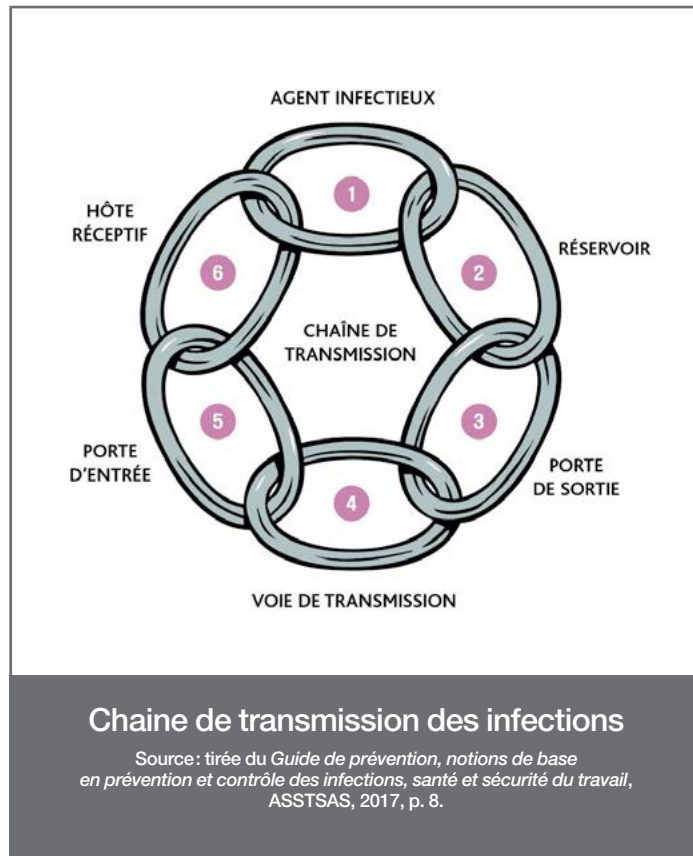 AGENT INFECTIEUX
1
HÔTE
RÉCEPTIF
6
2
RÉSERVOIR
CHAÎNE DE
TRANSMISSION
5
3
PORTE
D'ENTRÉE
PORTE
DE SORTIE
4
VOIE DE TRANSMISSION
Chaine de transmission des infections
Source : tirée du Guide de prévention, notions de base
en prévention et contrôle des infections, santé et sécurité du travail,
ASSTSAS, 2017, p. 8.